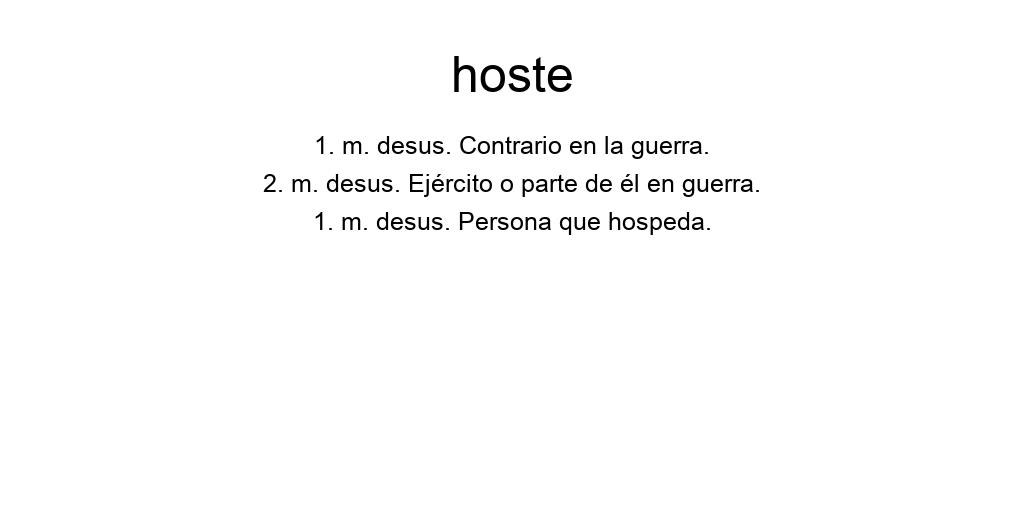 hoste
1. m. desus. Contrario en la guerra.
2. m. desus. Ejército o parte de él en guerra.
1. m. desus. Persona que hospeda.